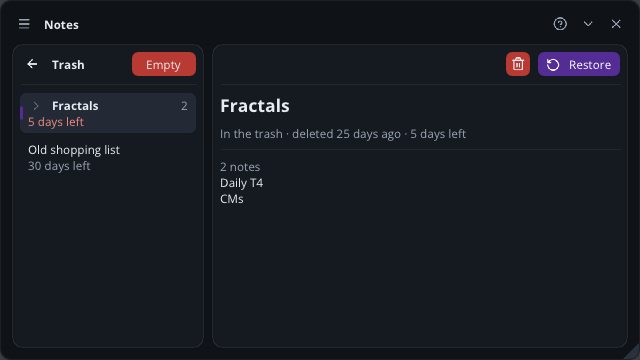 Notes
Trash
Empty
Fractals 2
5 days left
Old shopping list
30 days left
Restore
Fractals
In the trash · deleted 25 days ago · 5 days left
2 notes
Daily T4
CMs